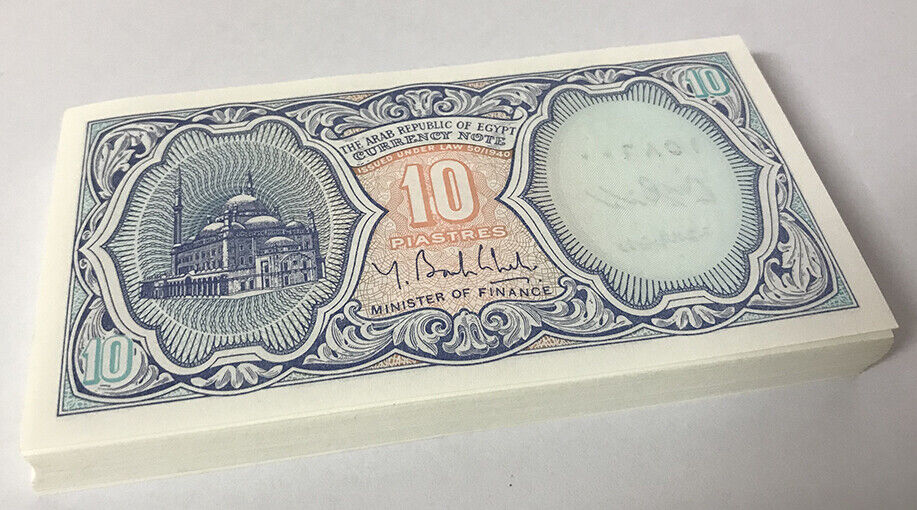 10
THE ARAB REPUBLIC OF EGYPT
CURRENCY NOTE
ISSUED UNDER LAW 50/1940
10
PIASTRES
MINISTER OF FINANCE
10